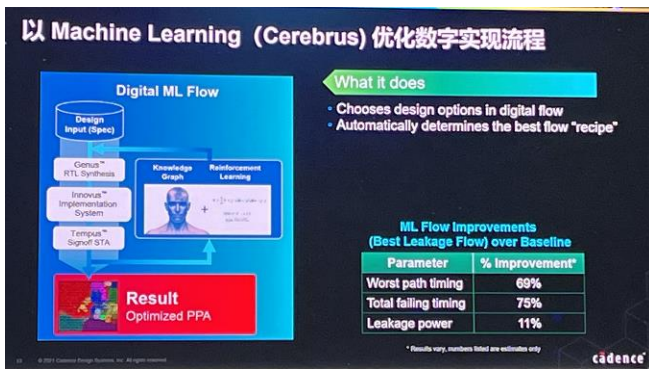 以 Machine Learning（Cerebrus) 优化数字实现流程
Digital ML Flow
Design
Input (Spec)
Genus™
RTL Synthesis
Innovus™
Implementation
System
Tempus™
Signoff STA
Knowledge
Graph
Reinforcement
Learning
+
Result
Optimized PPA
What it does
• Chooses design options in digital flow
• Automatically determines the best flow "recipe"
ML Flow Improvements
(Best Leakage Flow) over Baseline
Parameter % Improvement*
Worst path timing 69%
Total failing timing 75%
Leakage power 11%
* Results vary, numbers listed are estimates only
© 2021 Cadence Design Systems, Inc. All rights reserved.
cādence®